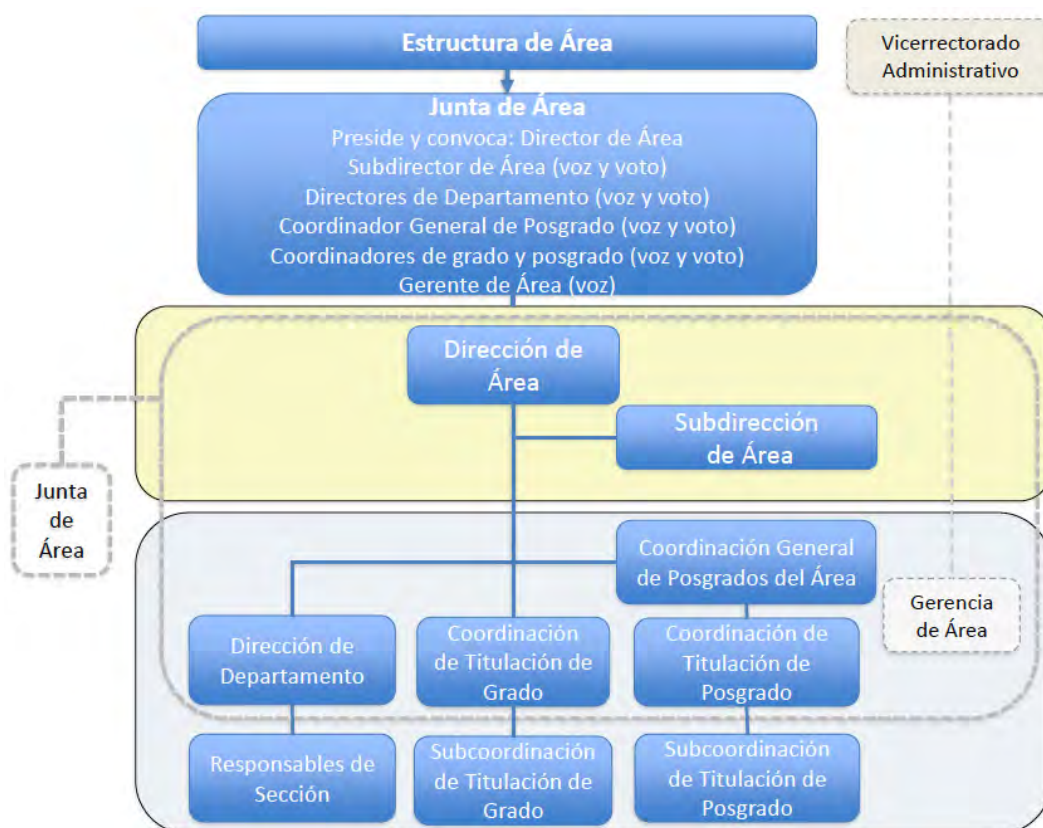 Estructura de Área
Vicerrectorado
Administrativo
Junta de Área
Preside y convoca: Director de Área
Subdirector de Área (voz y voto)
Directores de Departamento (voz y voto)
Coordinador General de Posgrado (voz y voto)
Coordinadores de grado y posgrado (voz y voto)
Gerente de Área (voz)
Dirección de
Área
Subdirección
de Área
Junta
de
Área
Coordinación General
de Posgrados del Área
Gerencia
de Área
Dirección de
Departamento
Coordinación
de Titulación de
Grado
Coordinación de
Titulación de
Posgrado
Responsables de
Sección
Subcoordinación
de Titulación de
Grado
Subcoordinación
de Titulación de
Posgrado